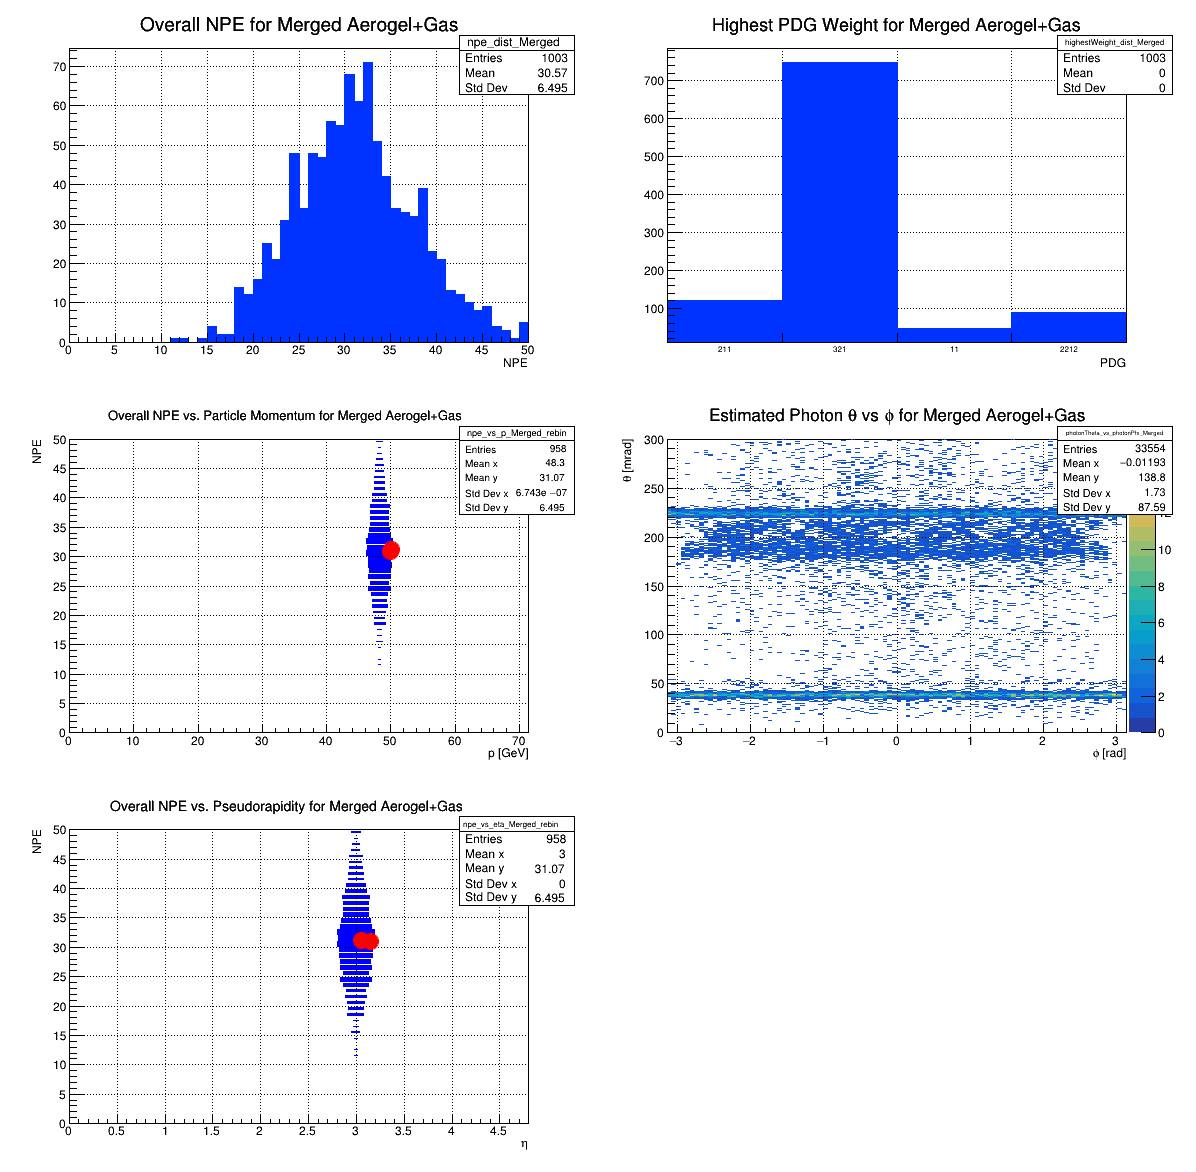 Overall NPE for Merged Aerogel+Gas
npe_dist_Merged
Entries 1003
Mean 30.57
Std Dev 6.495
70
60
50
40
30
20
10
0
0 5 10 15 20 25 30 35 40 45 50
NPE
Highest PDG Weight for Merged Aerogel+Gas
highestWeight_dist_Merged
Entries 1003
Mean 0
Std Dev 0
700
600
500
400
300
200
100
211 321 11 2212
PDG
Overall NPE vs. Particle Momentum for Merged Aerogel+Gas
npe_vs_p_Merged_rebin
Entries 958
Mean x 48.3
Mean y 31.07
Std Dev x 6.743e −07
Std Dev y 6.495
NPE
50
45
40
35
30
25
20
15
10
5
0
0 10 20 30 40 50 60 70
p [GeV]
Estimated Photon θ vs ϕ for Merged Aerogel+Gas
photonTheta_vs_photonPhi_Merged
Entries 33554
Mean x −0.01193
Mean y 138.8
Std Dev x 1.73
Std Dev y 87.59
θ [mrad]
300
250
200
150
100
50
0
−3 −2 −1 0 1 2 3
ϕ [rad]
12
10
8
6
4
2
0
Overall NPE vs. Pseudorapidity for Merged Aerogel+Gas
npe_vs_eta_Merged_rebin
Entries 958
Mean x 3
Mean y 31.07
Std Dev x 0
Std Dev y 6.495
NPE
50
45
40
35
30
25
20
15
10
5
0
0 0.5 1 1.5 2 2.5 3 3.5 4 4.5
η